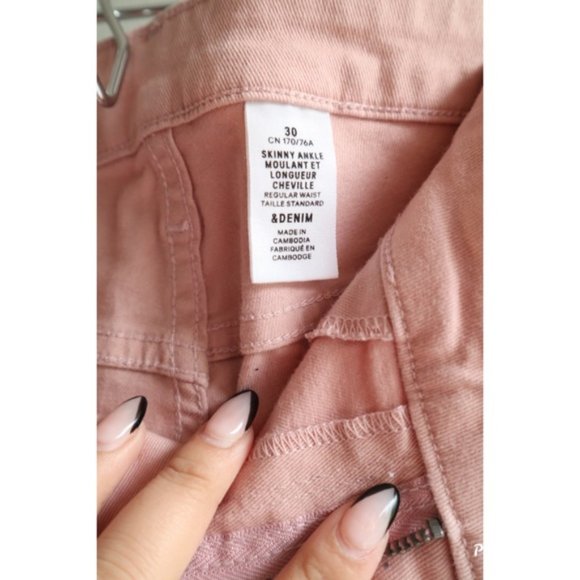 30
CN 170/76A
SKINNY ANKLE
MOULANT ET
LONGUEUR
CHEVILLE
REGULAR WAIST
TAILLE STANDARD
&DENIM
MADE IN
CAMBODIA
FABRIQUÉ EN
CAMBODGE
P